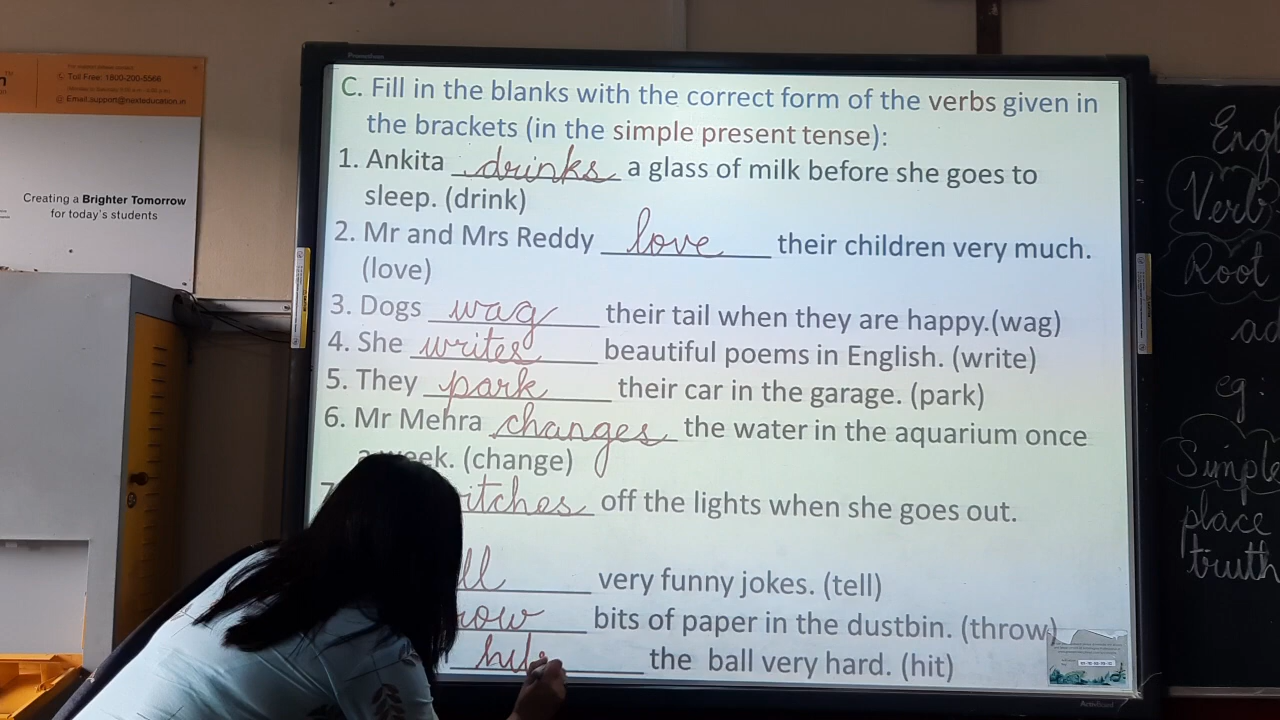 Promethean
Toll Free: 1800-200-5566
Email:support@nexteducation.in
Creating a Brighter Tomorrow
for today's students
C. Fill in the blanks with the correct form of the verbs given in
the brackets (in the simple present tense):
1. Ankita drinks a glass of milk before she goes to
sleep. (drink)
2. Mr and Mrs Reddy love their children very much.
(love)
3. Dogs wag their tail when they are happy.(wag)
4. She writes beautiful poems in English. (write)
5. They park their car in the garage. (park)
6. Mr Mehra changes the water in the aquarium once
week. (change)
off the lights when she goes out.
very funny jokes. (tell)
bits of paper in the dustbin. (throw)
the ball very hard. (hit)
ActivBoard
Verb
Root
eg:
Simple
place
truth